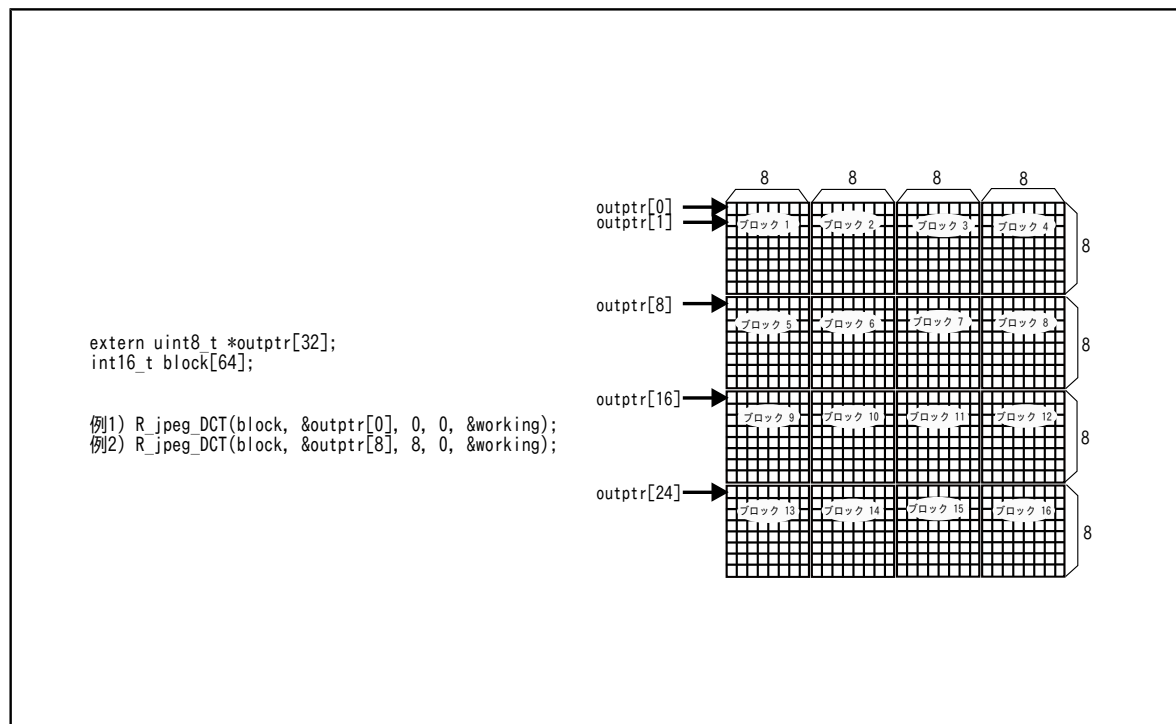 extern uint8_t *outptr[32];
int16_t block[64];
例1) R_jpeg_DCT(block, &outptr[0], 0, 0, &working);
例2) R_jpeg_DCT(block, &outptr[8], 8, 0, &working);
8 8 8 8
outptr[0]
outptr[1]
ブロック 1 ブロック 2 ブロック 3 ブロック 4
8
outptr[8]
ブロック 5 ブロック 6 ブロック 7 ブロック 8
8
outptr[16]
ブロック 9 ブロック 10 ブロック 11 ブロック 12
8
outptr[24]
ブロック 13 ブロック 14 ブロック 15 ブロック 16
8